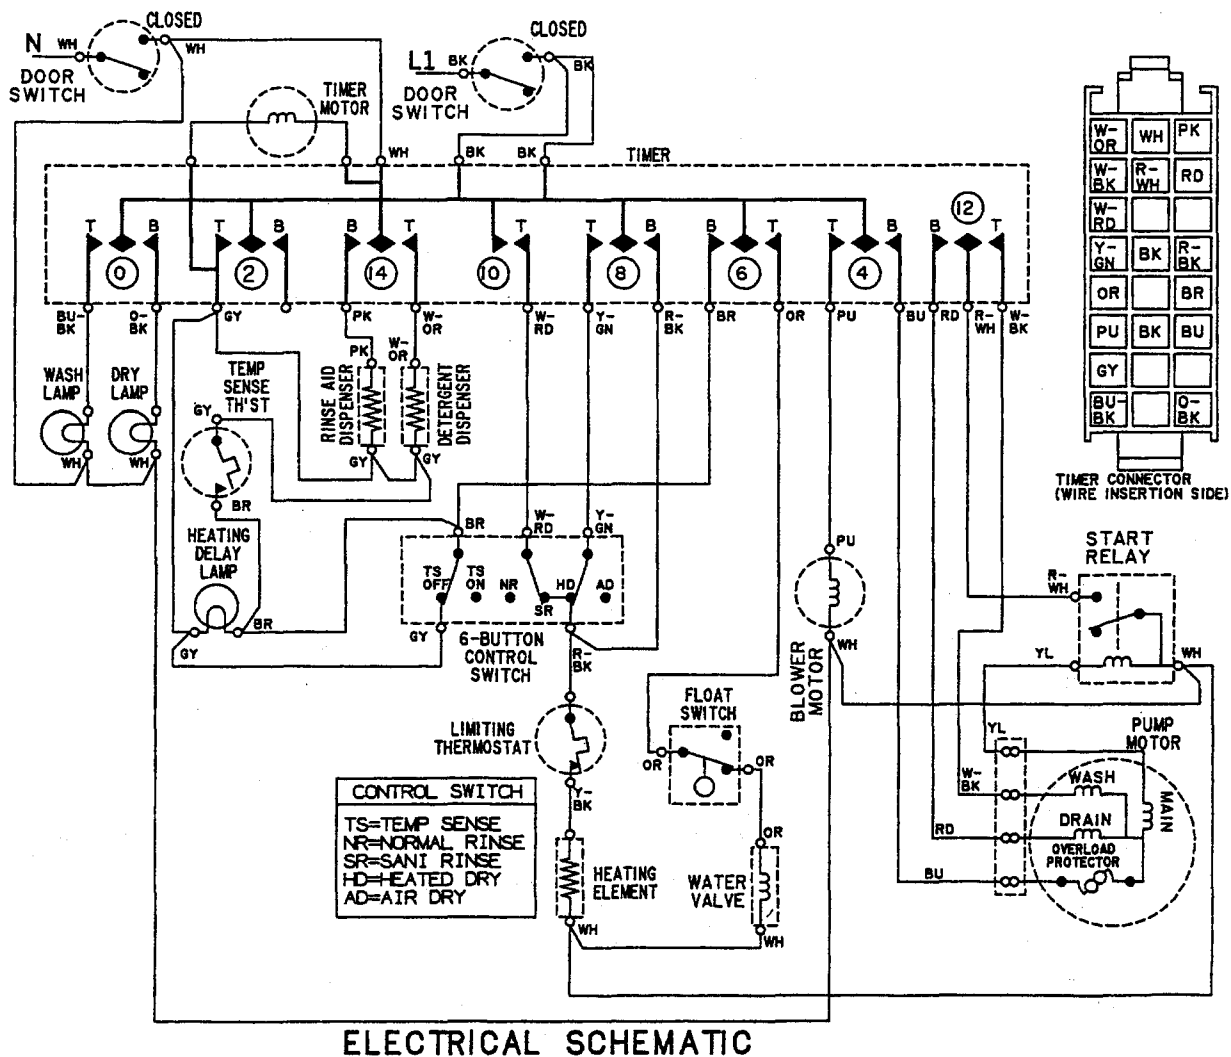 CLOSED
N
WH
WH
DOOR
SWITCH
CLOSED
L1
BK
BK
DOOR
SWITCH
TIMER
MOTOR
WH
BK
BK
TIMER
T
B
T
B
B
T
T
T
B
B
T
T
B
B
T
12
0
2
14
10
8
6
4
BU-
BK
O-
BK
GY
PK
W-
OR
W-
RD
Y-
GN
R-
BK
BR
OR
PU
BU
RD
R-
WH
W-
BK
WASH
LAMP
DRY
LAMP
WH
WH
TEMP
SENSE
TH'ST
GY
BR
PK
RINSE AID
DISPENSER
GY
W-
OR
DETERGENT
DISPENSER
GY
HEATING
DELAY
LAMP
GY
BR
BR
W-
RD
Y-
GN
TS
OFF
TS
ON
NR
SR
HD
AD
GY
6-BUTTON
CONTROL
SWITCH
R-
BK
LIMITING
THERMOSTAT
Y-
BK
HEATING
ELEMENT
WH
FLOAT
SWITCH
OR
OR
OR
WATER
VALVE
WH
PU
BLOWER
MOTOR
WH
CONTROL SWITCH
TS=TEMP SENSE
NR=NORMAL RINSE
SR=SANI RINSE
HD=HEATED DRY
AD=AIR DRY
W-
OR
WH
PK
W-
BK
R-
WH
RD
W-
RD
Y-
GN
BK
R-
BK
OR
BR
PU
BK
BU
GY
BU-
BK
O-
BK
TIMER CONNECTOR
(WIRE INSERTION SIDE)
START
RELAY
R-
WH
YL
WH
YL
PUMP
MOTOR
W-
BK
WASH
MAIN
RD
DRAIN
OVERLOAD
PROTECTOR
BU
ELECTRICAL SCHEMATIC